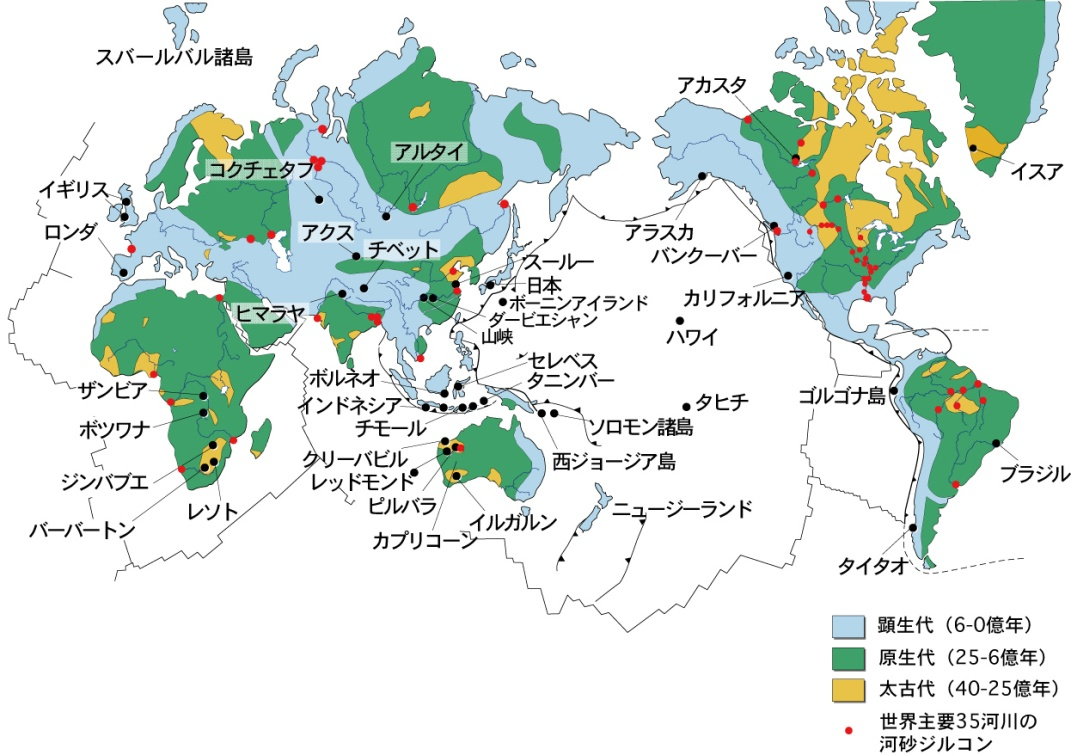 スバールバル諸島
アカスタ
コクチェタフ
アルタイ
イスア
イギリス
ロンダ
アクス
チベット
アラスカ
バンクーバー
スールー
日本
ボーニンアイランド
ダービエシャン
山峡
カリフォルニア
ヒマラヤ
ハワイ
セレベス
タニンバー
ボルネオ
インドネシア
チモール
ザンビア
ボツワナ
タヒチ
ゴルゴナ島
ソロモン諸島
西ジョージア島
クリーバビル
レッドモンド
ピルバラ
ジンバブエ
ブラジル
レソト
バーバートン
イルガルン
カプリコーン
ニュージーランド
タイタオ
顕生代（6-0億年）
原生代（25-6億年）
太古代（40-25億年）
世界主要35河川の
河砂ジルコン